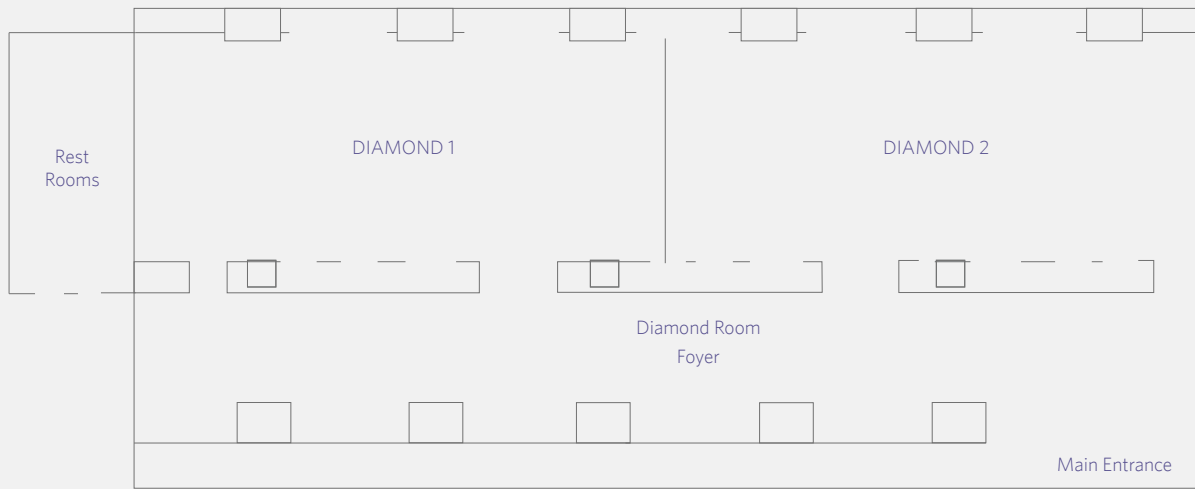 Rest
Rooms
DIAMOND 1
DIAMOND 2
Diamond Room
Foyer
Main Entrance